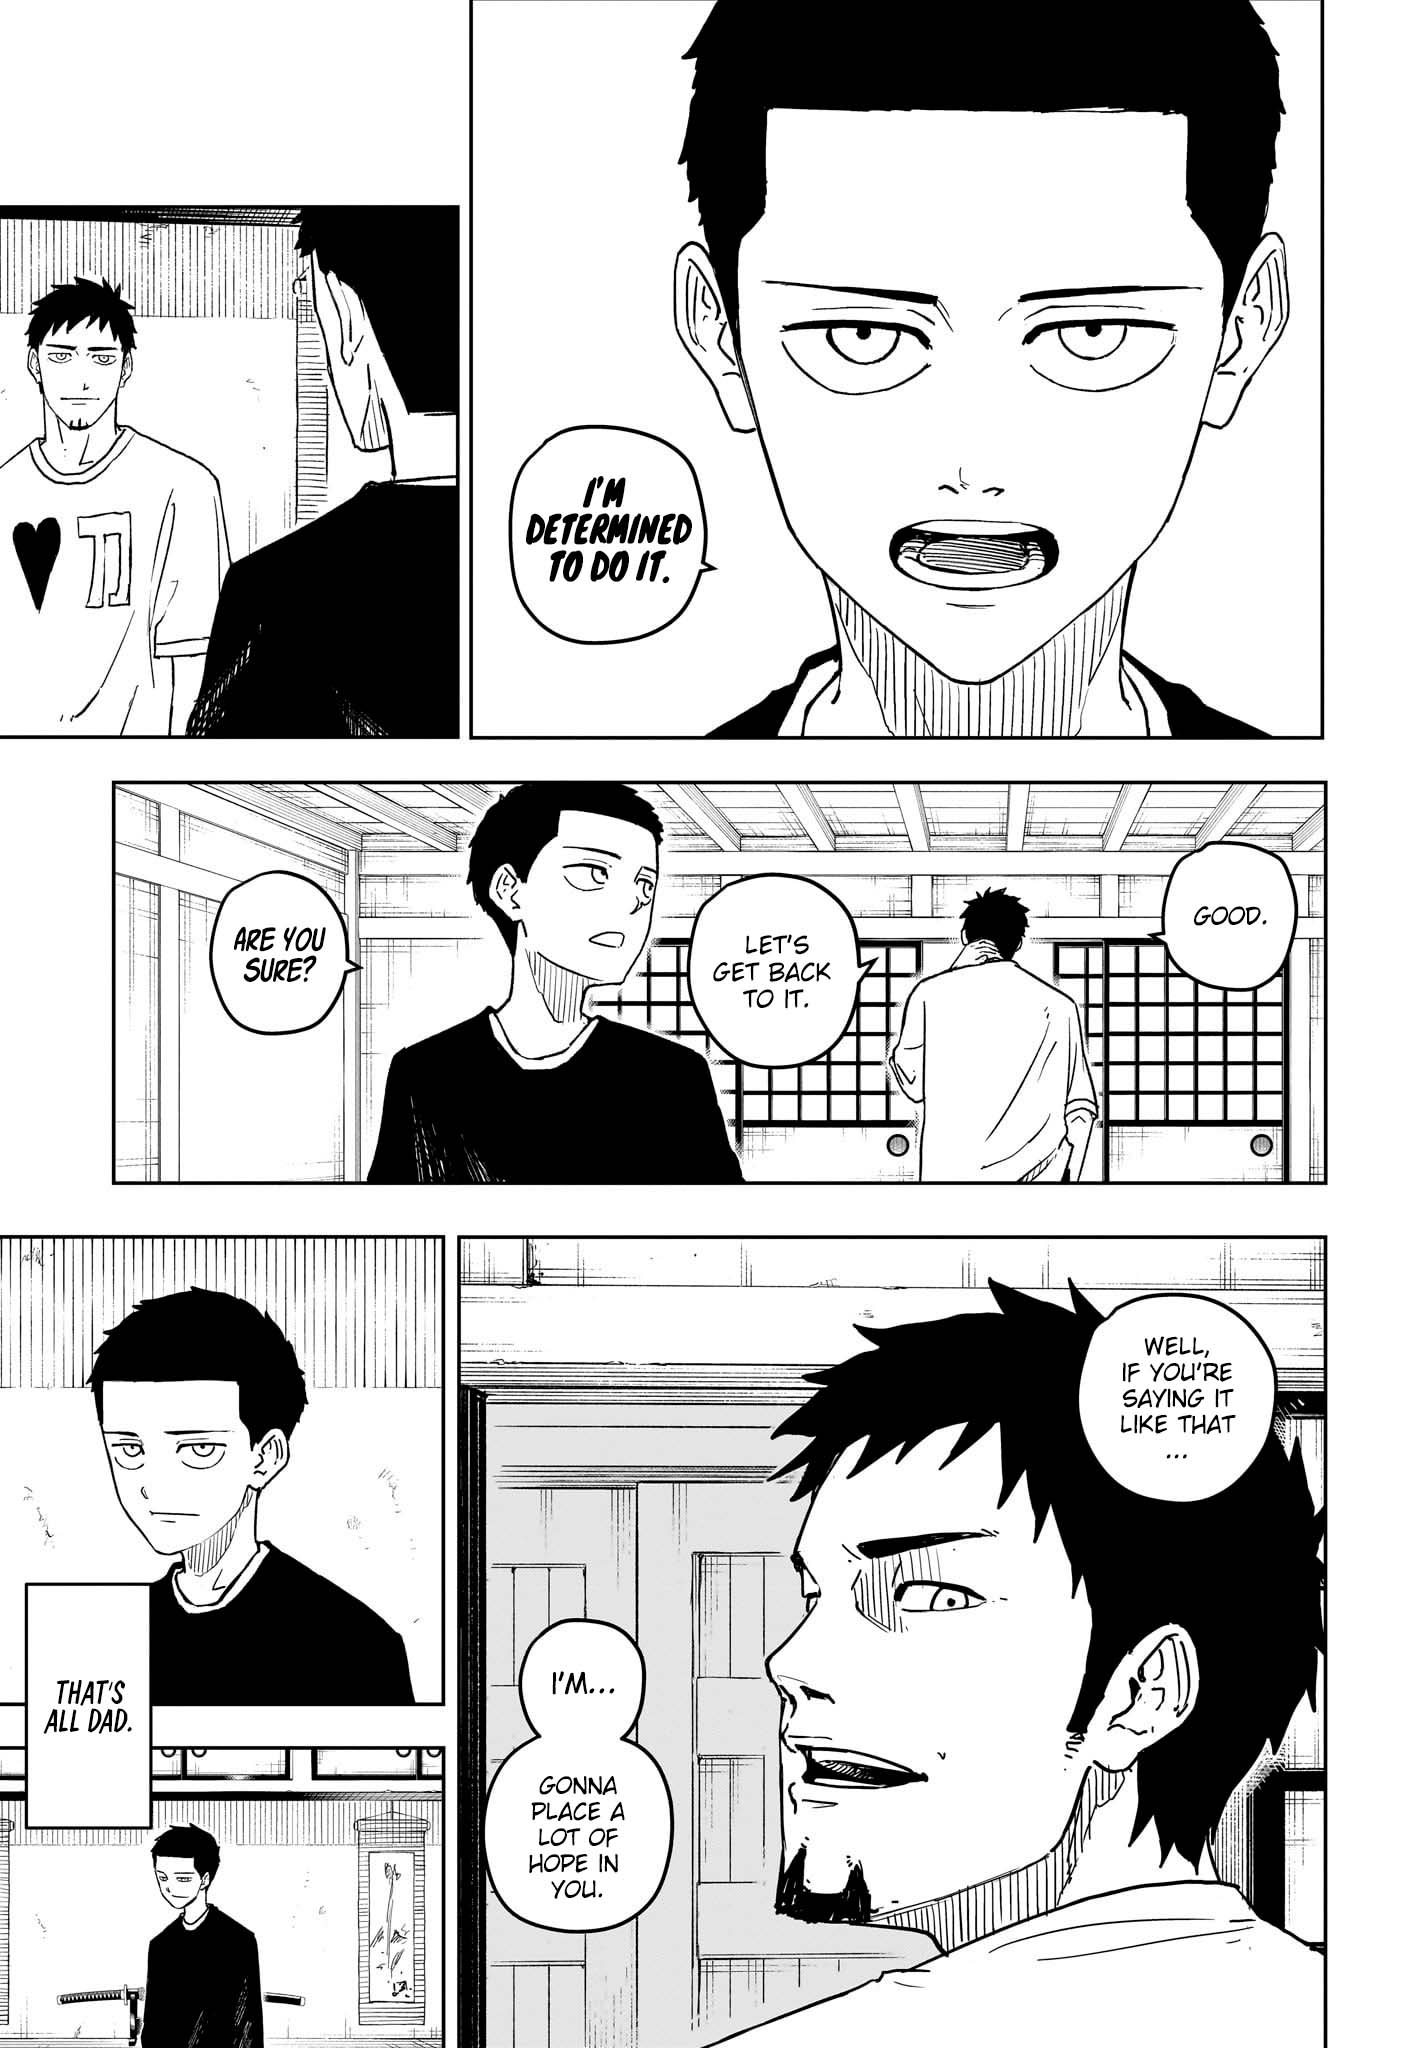 I'M
DETERMINED
TO DO IT.
刀
GOOD.
LET'S
GET BACK
TO IT.
ARE YOU
SURE?
WELL,
IF YOU'RE
SAYING IT
LIKE THAT
...
I'M...
GONNA
PLACE A
LOT OF
HOPE IN
YOU.
THAT'S
ALL DAD.